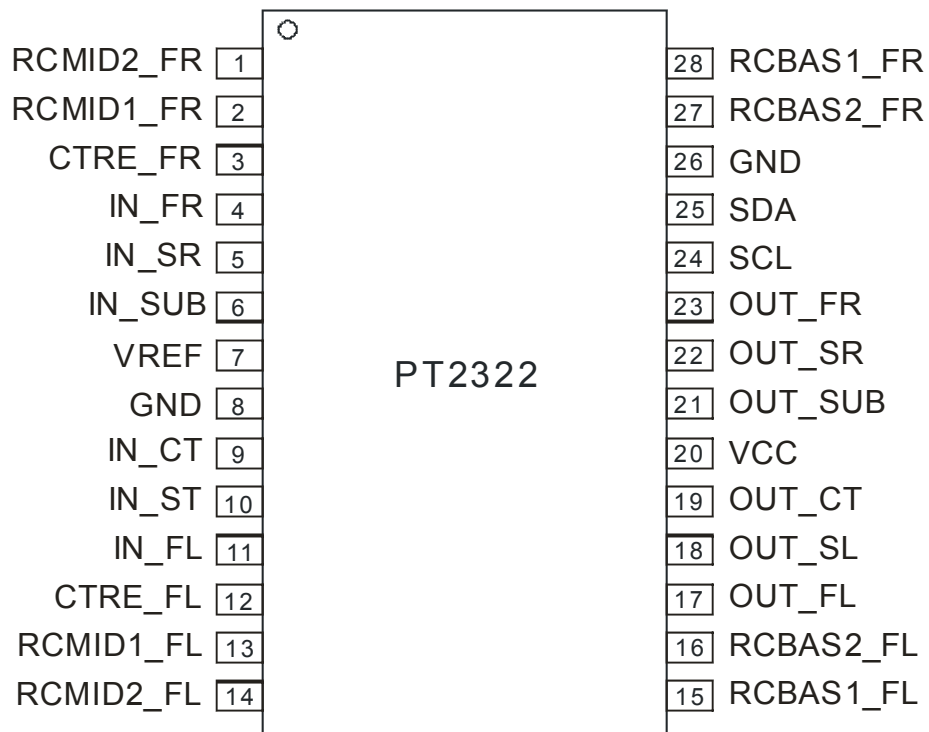 RCMID2_FR 1
RCMID1_FR 2
CTRE_FR 3
IN_FR 4
IN_SR 5
IN_SUB 6
VREF 7
GND 8
IN_CT 9
IN_ST 10
IN_FL 11
CTRE_FL 12
RCMID1_FL 13
RCMID2_FL 14
PT2322
28 RCBAS1_FR
27 RCBAS2_FR
26 GND
25 SDA
24 SCL
23 OUT_FR
22 OUT_SR
21 OUT_SUB
20 VCC
19 OUT_CT
18 OUT_SL
17 OUT_FL
16 RCBAS2_FL
15 RCBAS1_FL